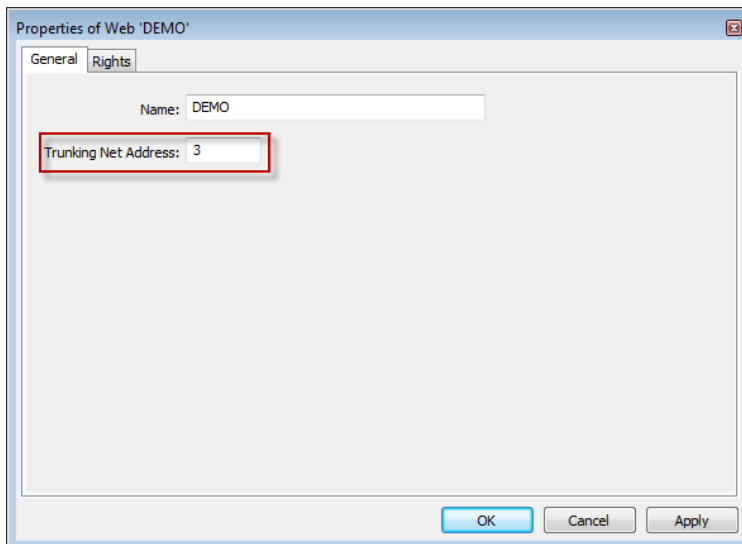 Properties of Web 'DEMO'
General Rights
Name: DEMO
Trunking Net Address: 3
OK Cancel Apply